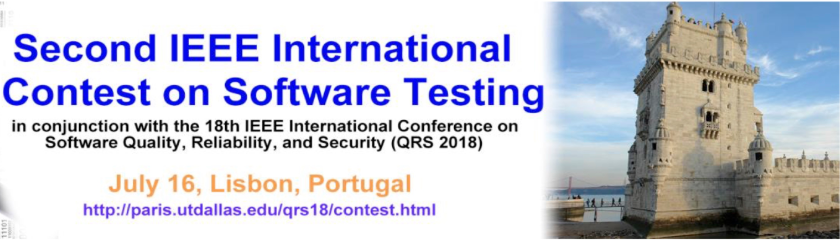 Second IEEE International
Contest on Software Testing
in conjunction with the 18th IEEE International Conference on
Software Quality, Reliability, and Security (QRS 2018)
July 16, Lisbon, Portugal
http://paris.utdallas.edu/qrs18/contest.html